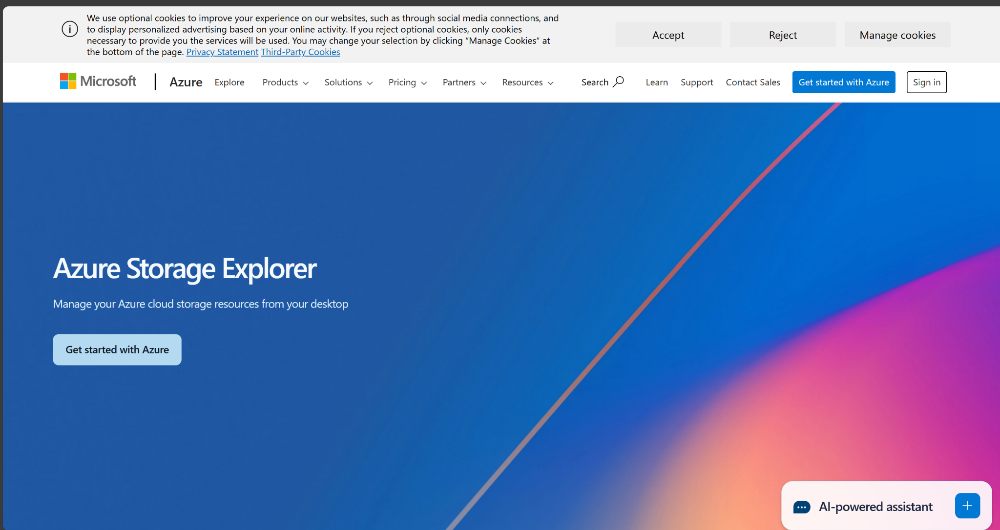 We use optional cookies to improve your experience on our websites, such as through social media connections, and
to display personalized advertising based on your online activity. If you reject optional cookies, only cookies
necessary to provide you the services will be used. You may change your selection by clicking “Manage Cookies” at
the bottom of the page. Privacy Statement Third-Party Cookies
Accept
Reject
Manage cookies
Microsoft
Azure
Explore
Products
Solutions
Pricing
Partners
Resources
Search
Learn
Support
Contact Sales
Get started with Azure
Sign in
Azure Storage Explorer
Manage your Azure cloud storage resources from your desktop
Get started with Azure
AI-powered assistant